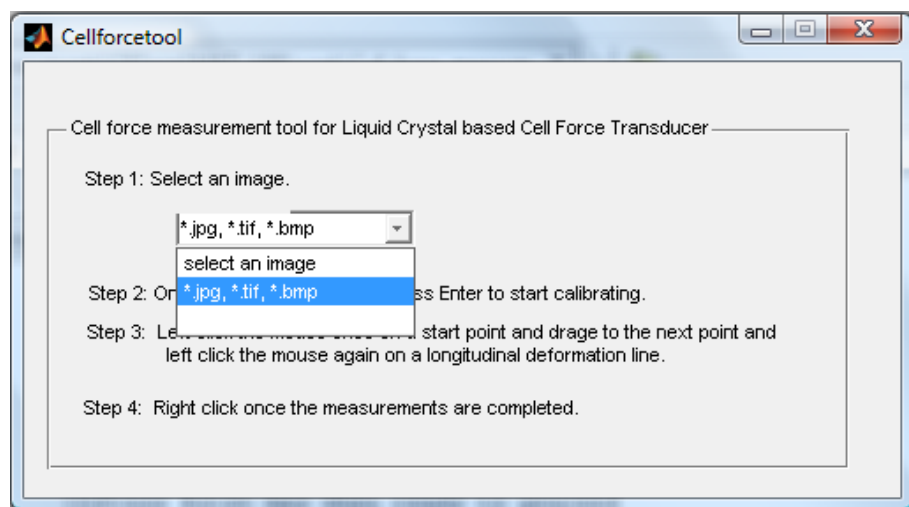 Cellforcetool
Cell force measurement tool for Liquid Crystal based Cell Force Transducer
Step 1: Select an image.
*.jpg, *.tif, *.bmp
select an image
*.jpg, *.tif, *.bmp
Step 2: ss Enter to start calibrating.
Step 3: a start point and drage to the next point and
left click the mouse again on a longitudinal deformation line.
Step 4: Right click once the measurements are completed.